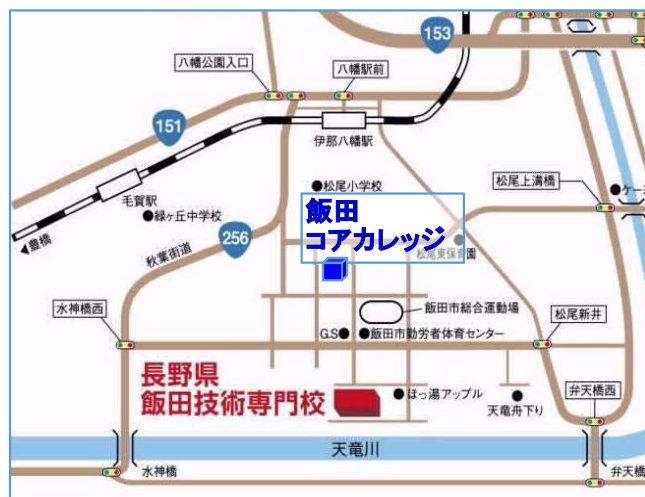 153
八幡公園入口
八幡駅前
151
伊那八幡駅
毛賀駅
松尾小学校
松尾上溝橋
緑ヶ丘中学校
飯田
コアカレッジ
ケー
豊橋
秋葉街道
256
松尾東保育園
水神橋西
飯田市総合運動場
松尾新井
G.S
飯田市勤労者体育センター
長野県
飯田技術専門校
ほっ湯アップル
天竜舟下り
弁天橋西
天竜川
水神橋
弁天橋